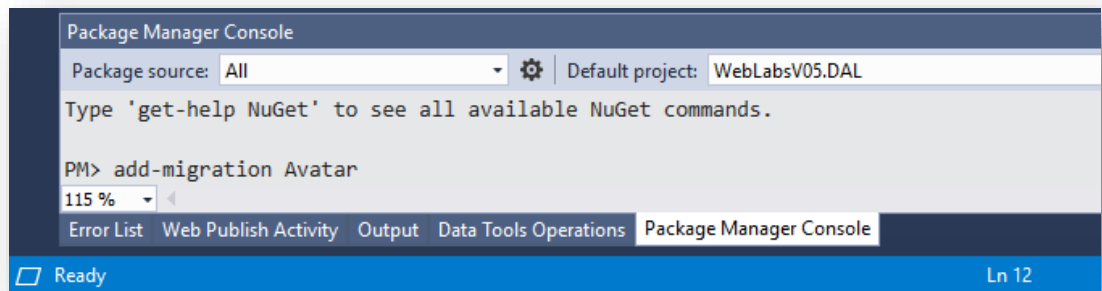 Package Manager Console
Package source: All Default project: WebLabsV05.DAL
Type 'get-help NuGet' to see all available NuGet commands.
PM> add-migration Avatar
115 %
Error List Web Publish Activity Output Data Tools Operations Package Manager Console
Ready Ln 12